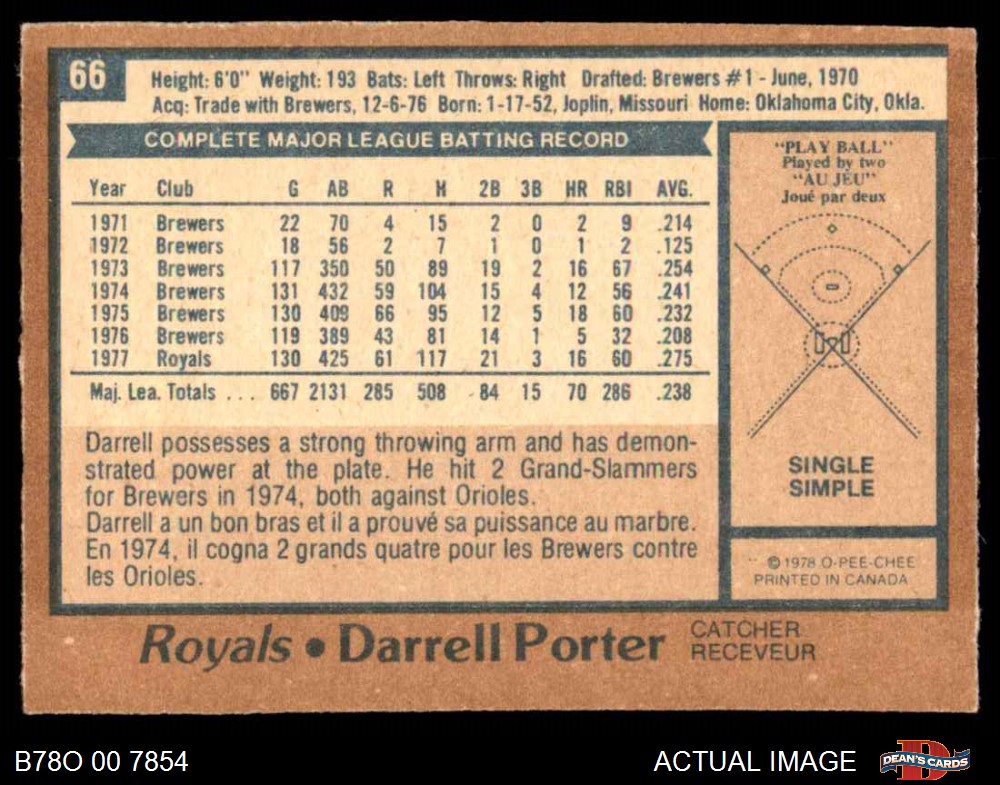 66
Height: 6'0" Weight: 193 Bats: Left Throws: Right Drafted: Brewers #1 - June, 1970
Acq: Trade with Brewers, 12-6-76 Born: 1-17-52, Joplin, Missouri Home: Oklahoma City, Okla.
COMPLETE MAJOR LEAGUE BATTING RECORD
Year Club G AB R H 2B 3B HR RBI AVG.
1971 Brewers 22 70 4 15 2 0 2 9 .214
1972 Brewers 18 56 2 7 1 0 1 2 .125
1973 Brewers 117 350 50 89 19 2 16 67 .254
1974 Brewers 131 432 59 104 15 4 12 56 .241
1975 Brewers 130 409 66 95 12 5 18 60 .232
1976 Brewers 119 389 43 81 14 1 5 32 .208
1977 Royals 130 425 61 117 21 3 16 60 .275
Maj. Lea. Totals ... 667 2131 285 508 84 15 70 286 .238
Darrell possesses a strong throwing arm and has demon-
strated power at the plate. He hit 2 Grand-Slammers
for Brewers in 1974, both against Orioles.
Darrell a un bon bras et il a prouvé sa puissance au marbre.
En 1974, il cogna 2 grands quatre pour les Brewers contre
les Orioles.
"PLAY BALL"
Played by two
"AU JEU"
Joué par deux
SINGLE
SIMPLE
© 1978 O-PEE-CHEE
PRINTED IN CANADA
Royals • Darrell Porter
CATCHER
RECEVEUR
B78O 00 7854
ACTUAL IMAGE
D
DEAN'S CARDS